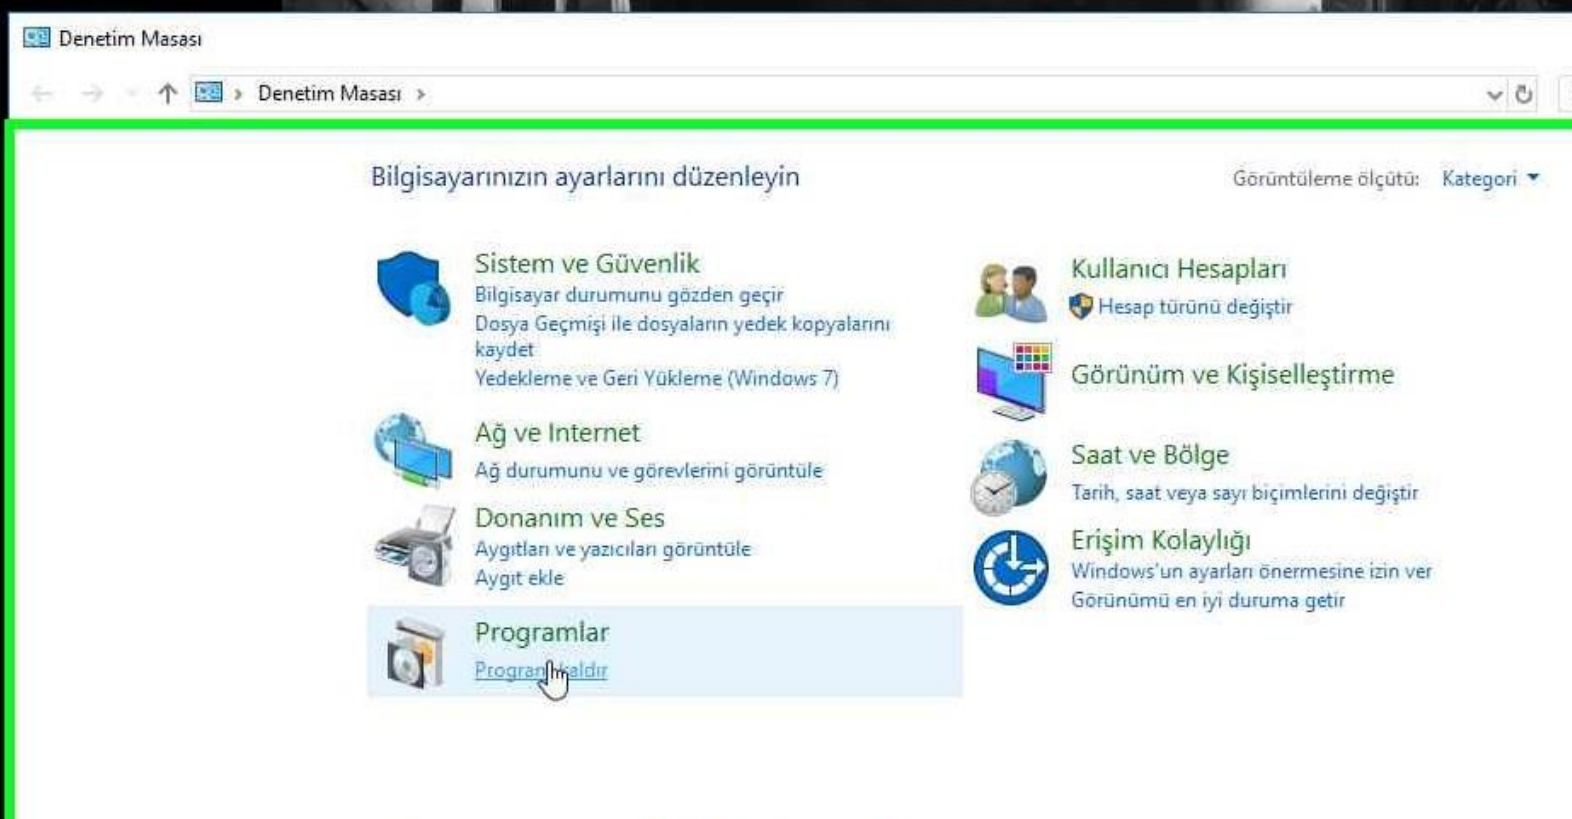 Denetim Masası
Denetim Masası
Bilgisayarınızın ayarlarını düzenleyin
Görüntüleme ölçütü: Kategori
Sistem ve Güvenlik
Bilgisayar durumunu gözden geçir
Dosya Geçmişi ile dosyaların yedek kopyalarını
kaydet
Yedekleme ve Geri Yükleme (Windows 7)
Ağ ve Internet
Ağ durumunu ve görevlerini görüntüle
Donanım ve Ses
Aygıtları ve yazıcıları görüntüle
Aygıt ekle
Programlar
Program kaldır
Kullanıcı Hesapları
Hesap türünü değiştir
Görünüm ve Kişiselleştirme
Saat ve Bölge
Tarih, saat veya sayı biçimlerini değiştir
Erişim Kolaylığı
Windows'un ayarları önermesine izin ver
Görünümü en iyi duruma getir